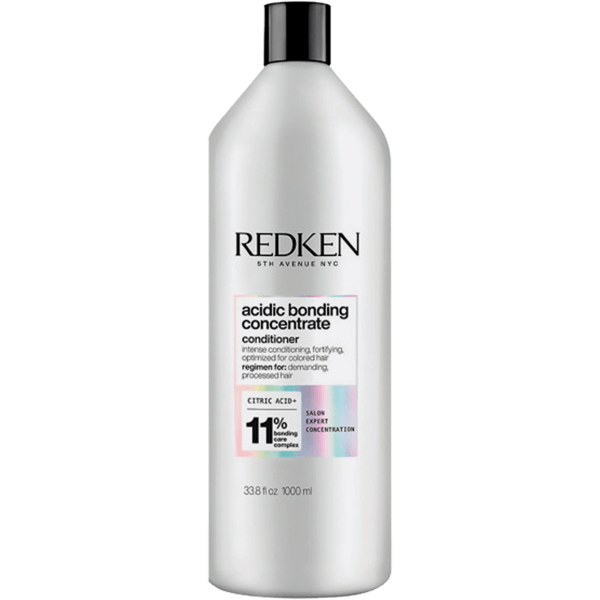 REDKEN
5TH AVENUE NYC
acidic bonding
concentrate
conditioner
intense conditioning, fortifying,
optimized for colored hair
regimen for: demanding,
processed hair
CITRIC ACID+
11%
bonding
care
complex
SALON
EXPERT
CONCENTRATION
33.8 fl oz 1000 ml